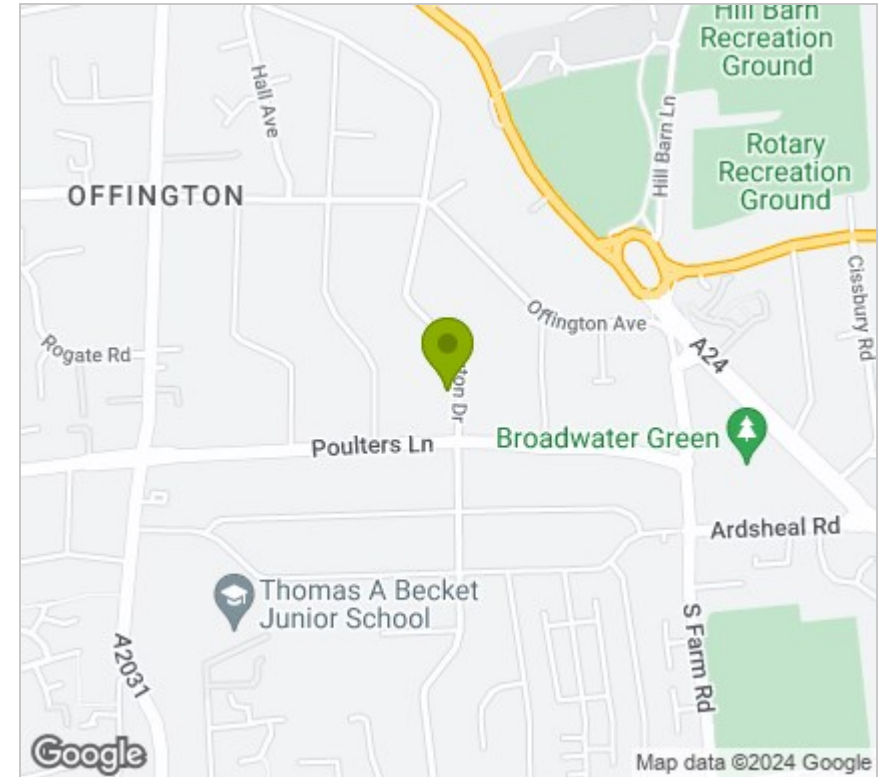 Hill Barn
Recreation
Ground
Hall Ave
Hill Barn Ln
Rotary
Recreation
Ground
OFFINGTON
Cissbury Rd
Offington Ave
Rogate Rd
A24
ton Dr
Poulters Ln
Broadwater Green
Ardsheal Rd
Thomas A Becket
Junior School
S Farm Rd
A2031
Google
Map data ©2024 Google